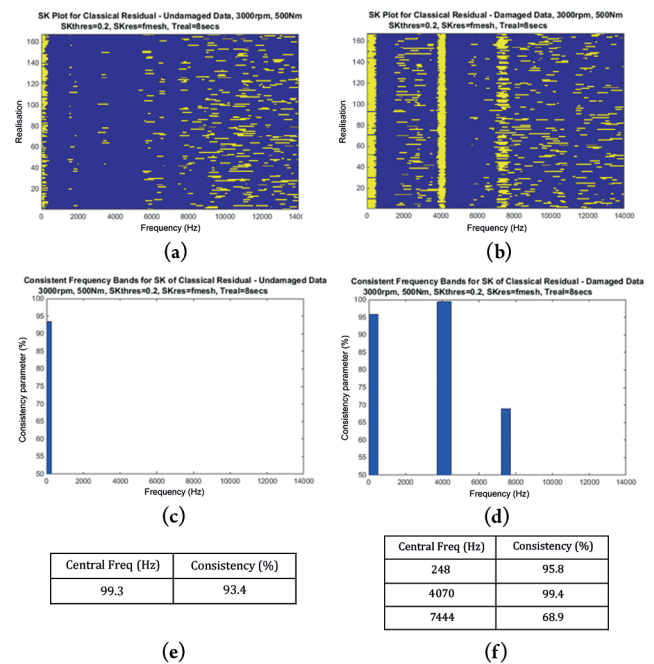 SK Plot for Classical Residual - Undamaged Data, 3000rpm, 500Nm
SKthres=0.2, SKres=fmesh, Treal=8secs
160
140
120
100
80
60
40
20
Realisation
0 2000 4000 6000 8000 10000 12000 14000
Frequency (Hz)
(a)
SK Plot for Classical Residual - Damaged Data, 3000rpm, 500Nm
SKthres=0.2, SKres=fmesh, Treal=8secs
160
140
120
100
80
60
40
20
Realisation
0 2000 4000 6000 8000 10000 12000 14000
Frequency (Hz)
(b)
Consistent Frequency Bands for SK of Classical Residual - Undamaged Data
3000rpm, 500Nm, SKthres=0.2, SKres=fmesh, Treal=8secs
100
95
90
85
80
75
70
65
60
55
50
Consistency parameter (%)
0 2000 4000 6000 8000 10000 12000 14000
Frequency (Hz)
(c)
Consistent Frequency Bands for SK of Classical Residual - Damaged Data
3000rpm, 500Nm, SKthres=0.2, SKres=fmesh, Treal=8secs
100
95
90
85
80
75
70
65
60
55
50
Consistency parameter (%)
0 2000 4000 6000 8000 10000 12000 14000
Frequency (Hz)
(d)
Central Freq (Hz) Consistency (%)
99.3 93.4
(e)
Central Freq (Hz) Consistency (%)
248 95.8
4070 99.4
7444 68.9
(f)